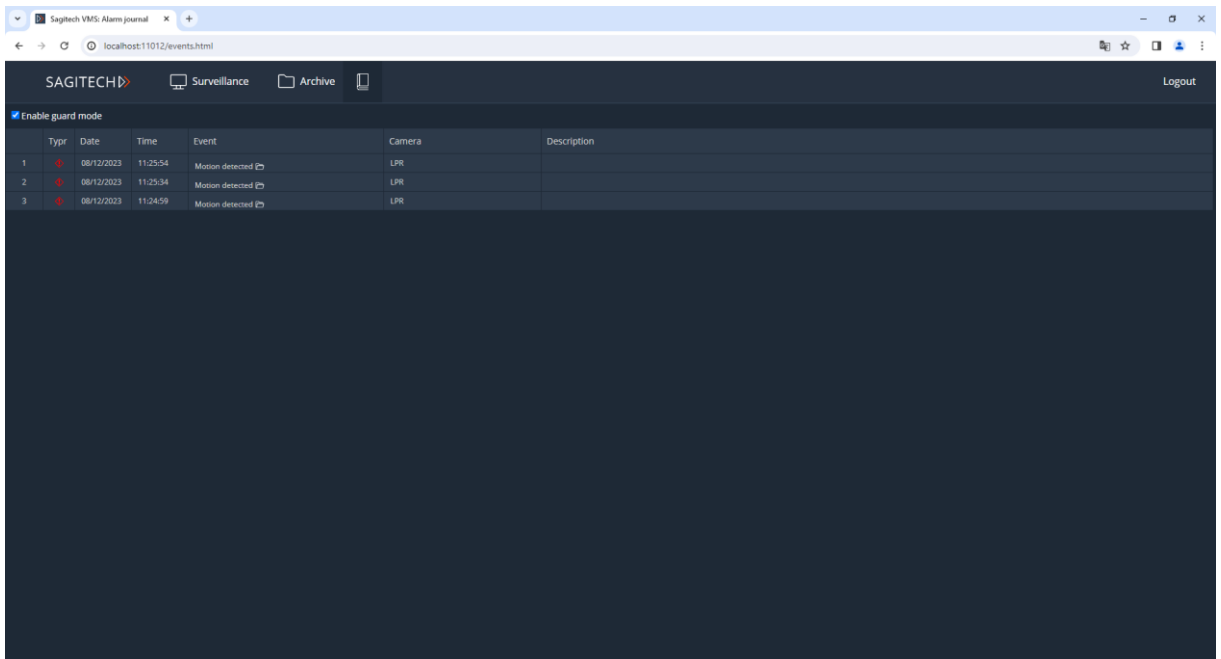 Sagitech VMS: Alarm journal
localhost:11012/events.html
SAGITECH Surveillance Archive Logout
Enable guard mode
Typr Date Time Event Camera Description
1 08/12/2023 11:25:54 Motion detected LPR
2 08/12/2023 11:25:34 Motion detected LPR
3 08/12/2023 11:24:59 Motion detected LPR